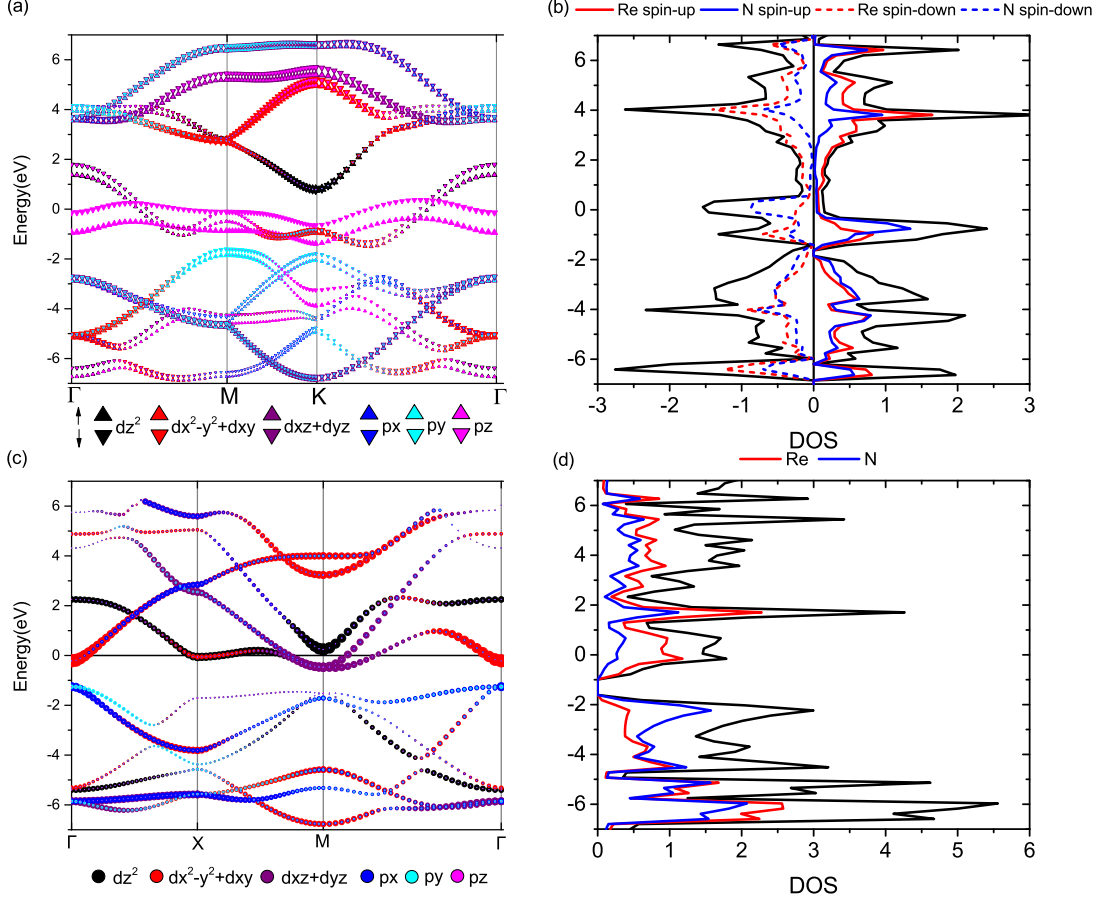 (a)
(b) Re spin-up N spin-up Re spin-down N spin-down
6
4
2
0
-2
-4
-6
Energy(eV)
Γ M K Γ
dz² dx²-y²+dxy dxz+dyz px py pz
6
4
2
0
-2
-4
-6
-3 -2 -1 0 1 2 3
DOS
(c)
(d) Re N
6
4
2
0
-2
-4
-6
Energy(eV)
Γ X M Γ
dz² dx²-y²+dxy dxz+dyz px py pz
6
4
2
0
-2
-4
-6
0 1 2 3 4 5 6
DOS